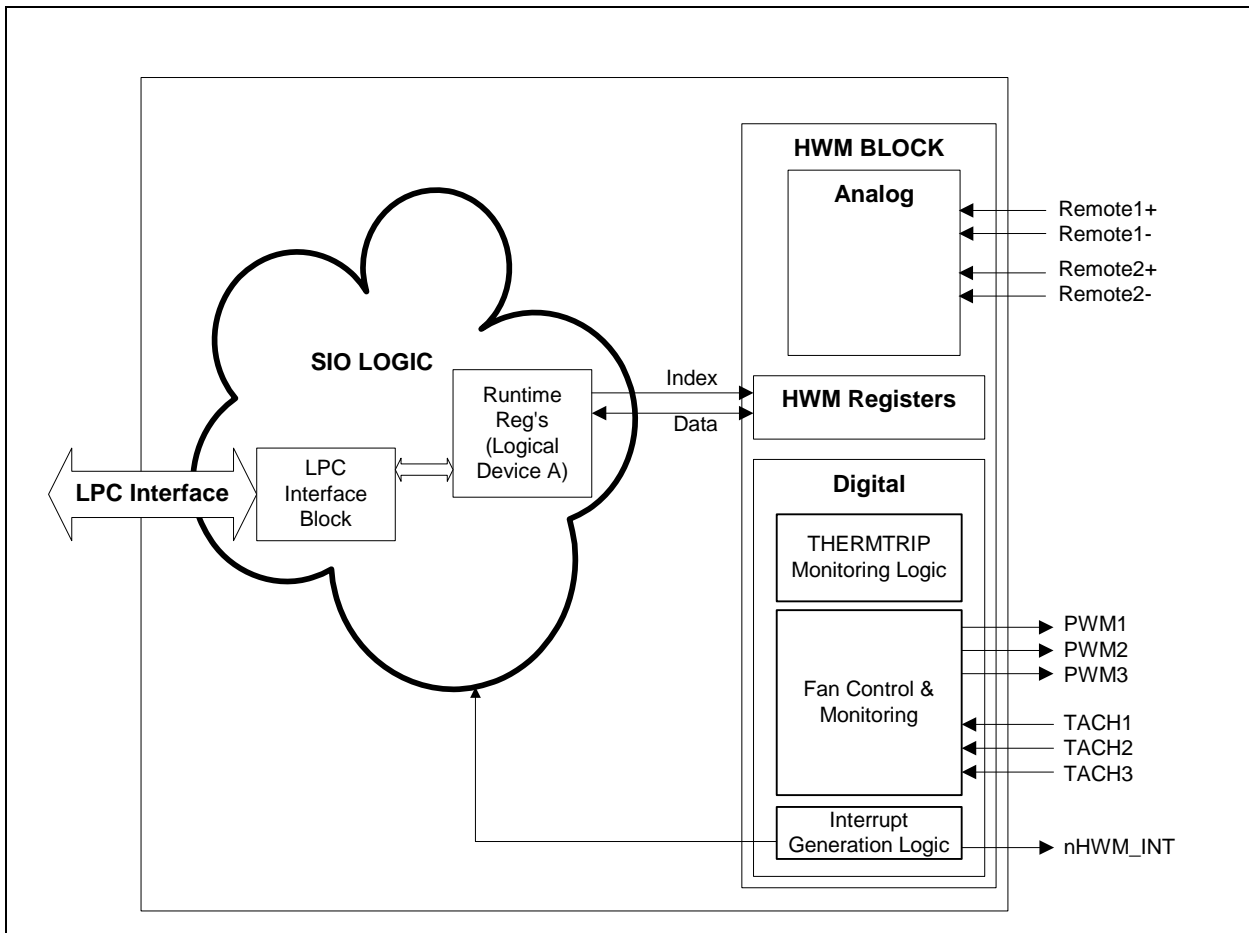 HWM BLOCK
Analog
Remote1+
Remote1-
Remote2+
Remote2-
SIO LOGIC
Runtime
Reg's
(Logical
Device A)
Index
Data
HWM Registers
LPC Interface
LPC
Interface
Block
Digital
THERMTRIP
Monitoring Logic
Fan Control &
Monitoring
PWM1
PWM2
PWM3
TACH1
TACH2
TACH3
Interrupt
Generation Logic
nHWM_INT